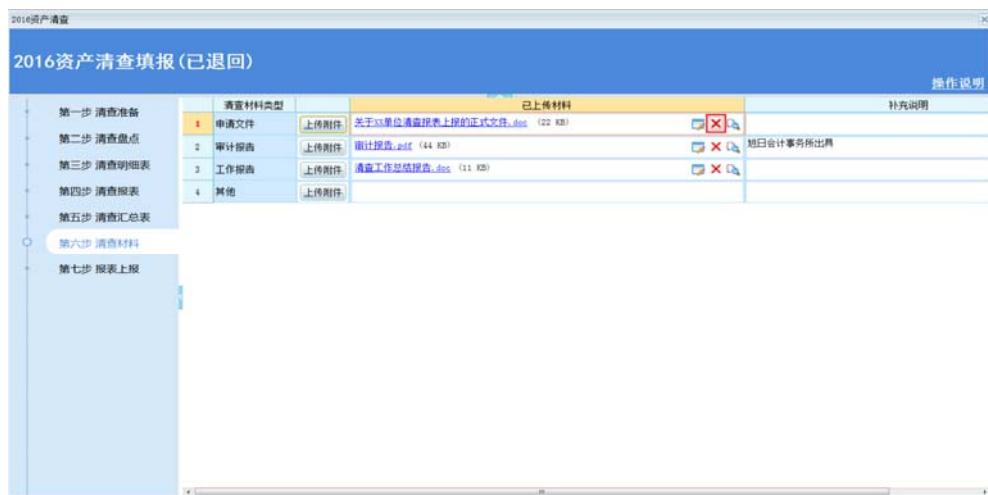 2016资产清查
2016资产清查填报(已退回)
操作说明
第一步 清查准备
第二步 清查盘点
第三步 清查明细表
第四步 清查报表
第五步 清查汇总表
第六步 清查材料
第七步 报表上报
清查材料类型 已上传材料 补充说明
1 申请文件 上传附件 关于XX单位清查报表上报的正式文件.doc (22 KB)
2 审计报告 上传附件 审计报告.pdf (44 KB) 旭日会计事务所出具
3 工作报告 上传附件 清查工作总结报告.doc (11 KB)
4 其他 上传附件